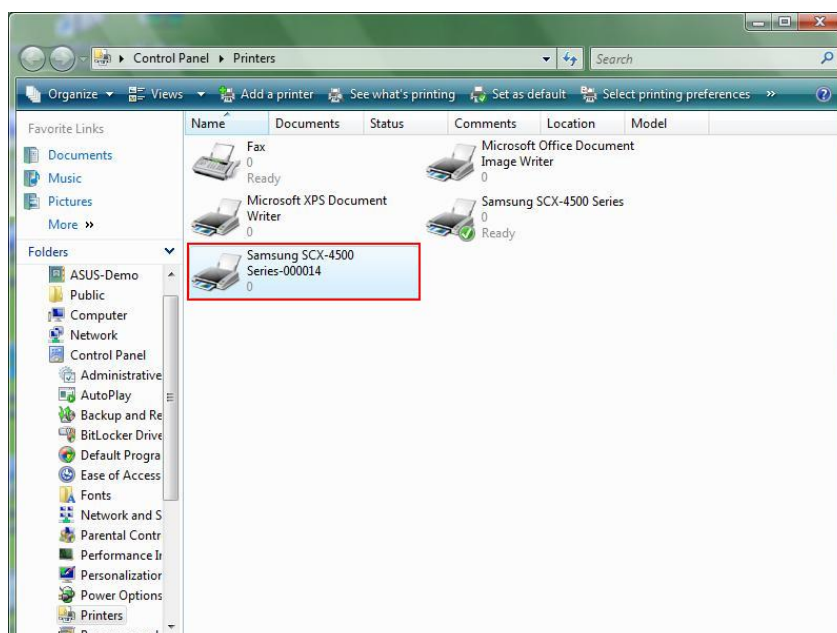 Control Panel ▸ Printers
Search
Organize Views Add a printer See what's printing Set as default Select printing preferences »
Favorite Links
Documents
Music
Pictures
More »
Folders
ASUS-Demo
Public
Computer
Network
Control Panel
Administrative
AutoPlay
Backup and Re
BitLocker Drive
Default Progra
Ease of Access
Fonts
Network and S
Parental Contr
Performance Ir
Personalization
Power Options
Printers
Name Documents Status Comments Location Model
Fax
0
Ready
Microsoft Office Document
Image Writer
0
Microsoft XPS Document
Writer
0
Samsung SCX-4500 Series
0
Ready
Samsung SCX-4500
Series-000014
0